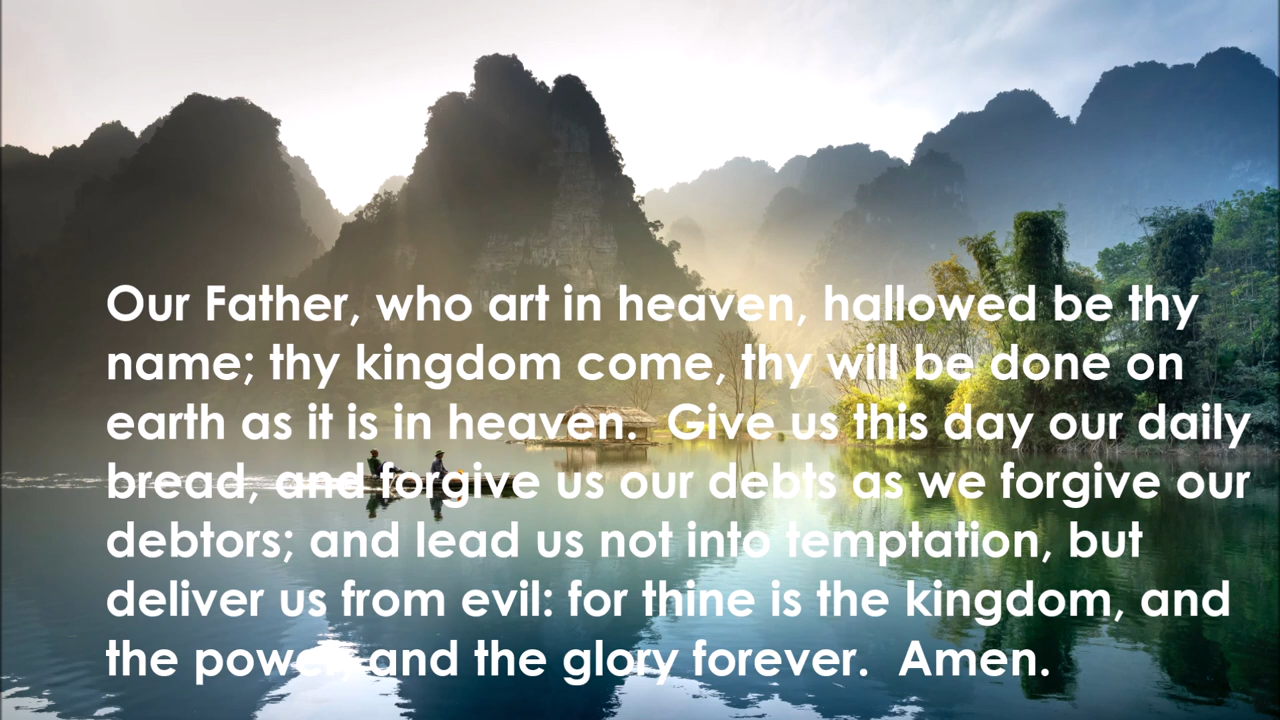 Our Father, who art in heaven, hallowed be thy
name; thy kingdom come, thy will be done on
earth as it is in heaven.  Give us this day our daily
bread, and forgive us our debts as we forgive our
debtors; and lead us not into temptation, but
deliver us from evil: for thine is the kingdom, and
the power, and the glory forever.  Amen.